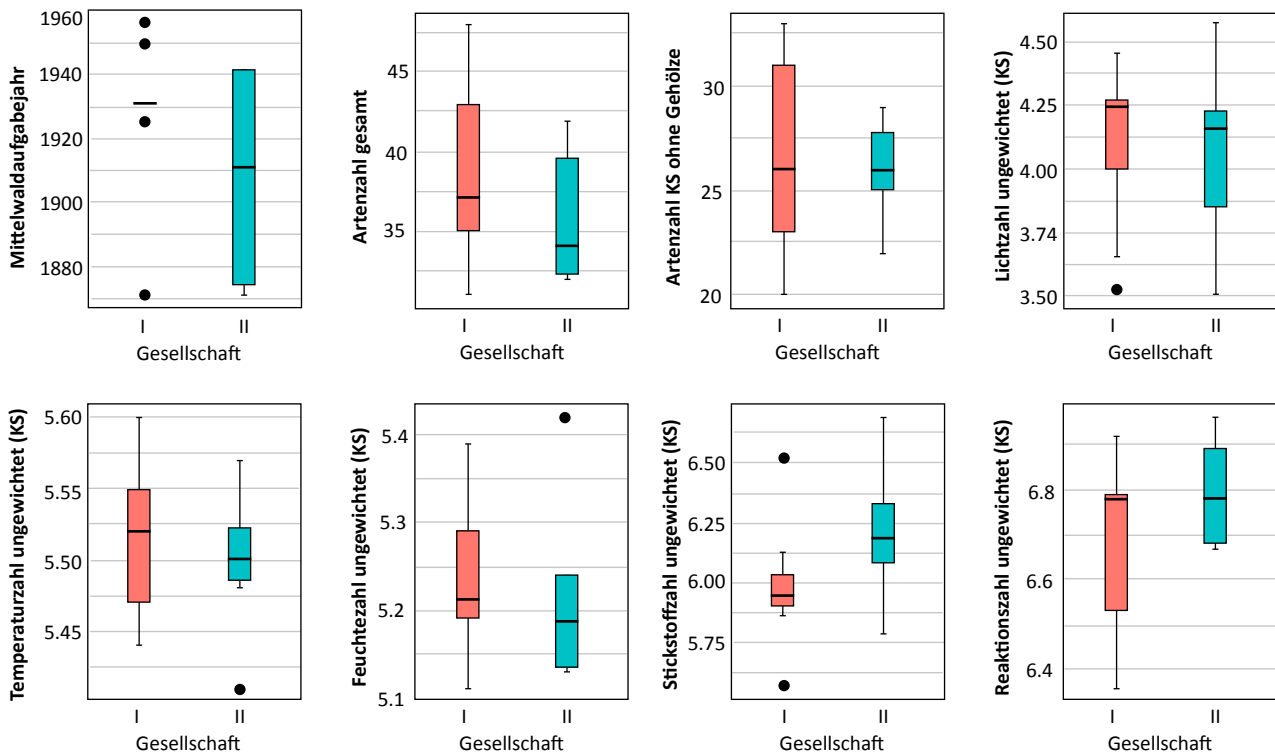 Mittelwaldaufgabejahr
1960
1940
1920
1910
1900
1880
I II
Gesellschaft
Artenzahl gesamt
45
40
35
I II
Gesellschaft
Artenzahl KS ohne Gehölze
30
25
20
I II
Gesellschaft
Lichtzahl ungewichtet (KS)
4.50
4.25
4.00
3.74
3.50
I II
Gesellschaft
Temperaturzahl ungewichtet (KS)
5.60
5.55
5.50
5.45
I II
Gesellschaft
Feuchtezahl ungewichtet (KS)
5.4
5.3
5.2
5.1
I II
Gesellschaft
Stickstoffzahl ungewichtet (KS)
6.50
6.25
6.00
5.75
I II
Gesellschaft
Reaktionszahl ungewichtet (KS)
6.8
6.6
6.4
I II
Gesellschaft